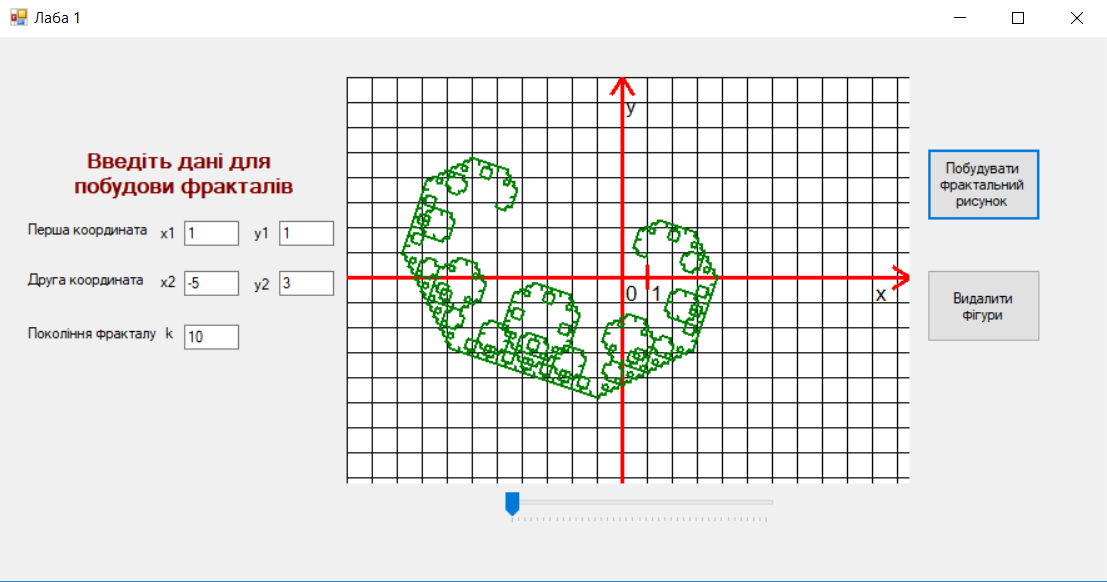 Лаба 1
Введіть дані для
побудови фракталів
Перша координата x1 1 y1 1
Друга координата x2 -5 y2 3
Покоління фракталу k 10
y
0 1 x
Побудувати
фрактальний
рисунок
Видалити
фігури